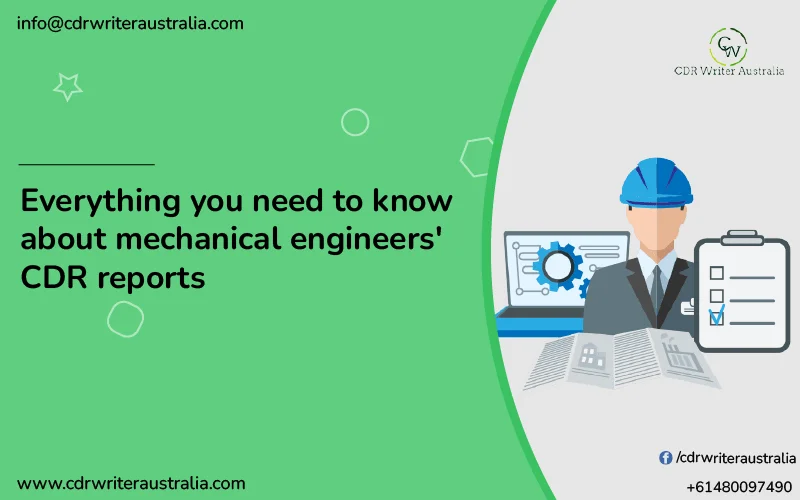 info@cdrwriteraustralia.com
CW
CDR Writer Australia
Everything you need to know
about mechanical engineers'
CDR reports
/cdrwriteraustralia
www.cdrwriteraustralia.com
+61480097490